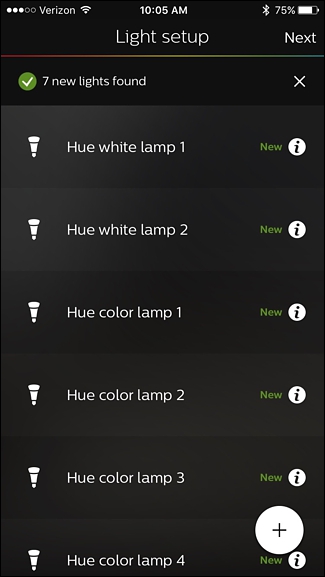 Verizon 10:05 AM 75%
Light setup Next
7 new lights found
Hue white lamp 1 New
Hue white lamp 2 New
Hue color lamp 1 New
Hue color lamp 2 New
Hue color lamp 3 New
Hue color lamp 4 New